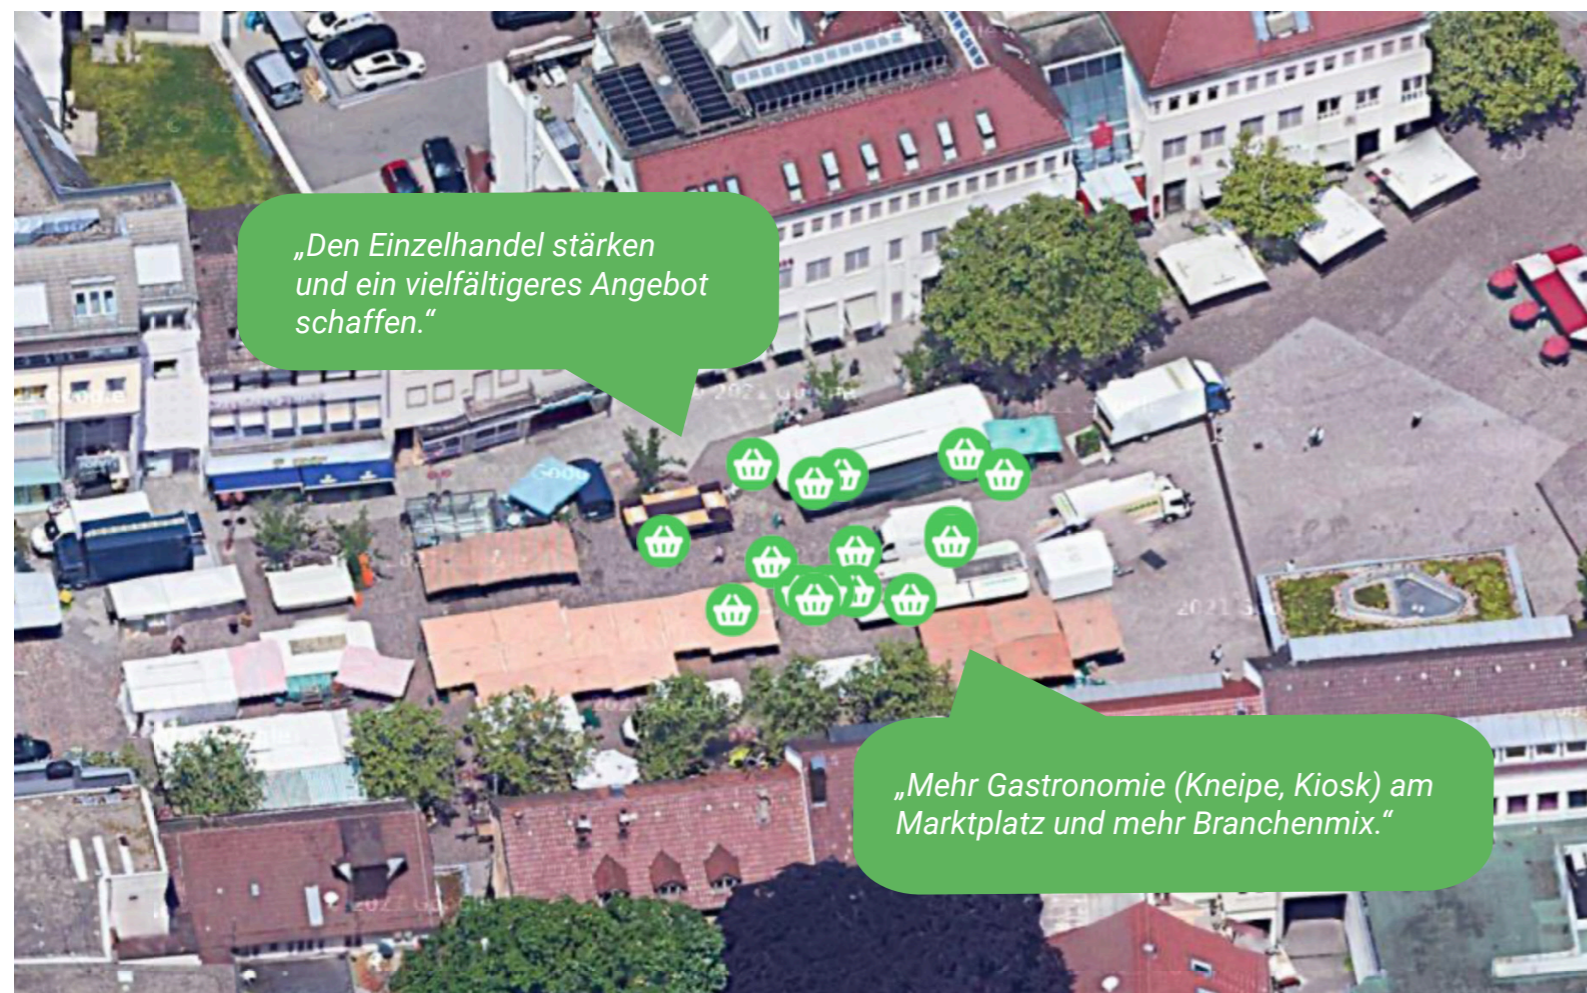 „Den Einzelhandel stärken
und ein vielfältigeres Angebot
schaffen.“
„Mehr Gastronomie (Kneipe, Kiosk) am
Marktplatz und mehr Branchenmix.“